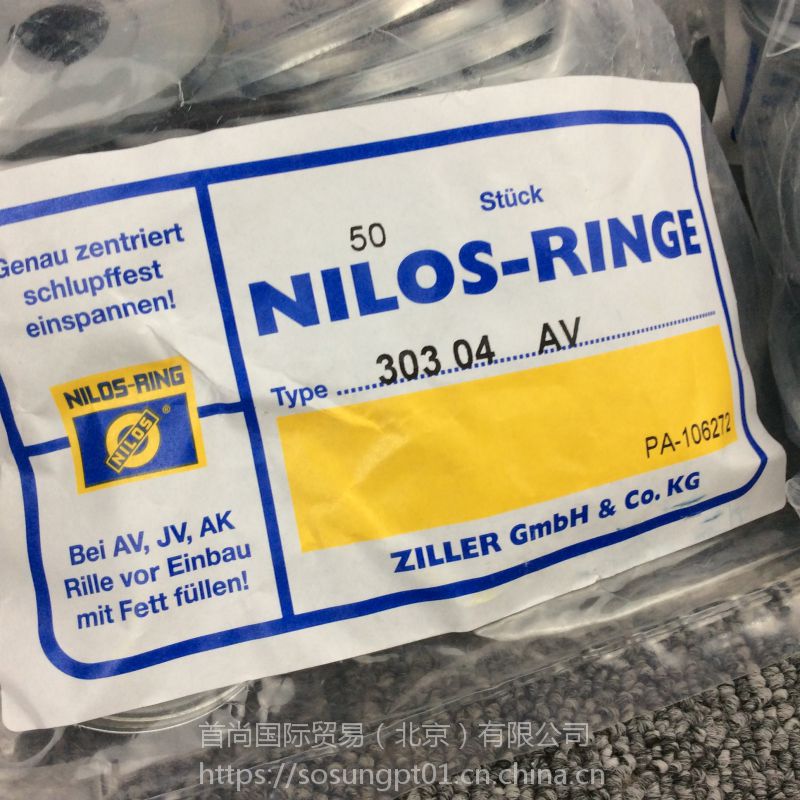 Genau zentriert
schlupffest
einspannen!
NILOS-RING
NILOS
®
Bei AV, JV, AK
Rille vor Einbau
mit Fett füllen!
50 Stück
NILOS-RINGE
Type 303 04 AV
PA-106272
ZILLER GmbH & Co. KG
首尚国际贸易(北京)有限公司
https://sosungpt01.cn.china.cn